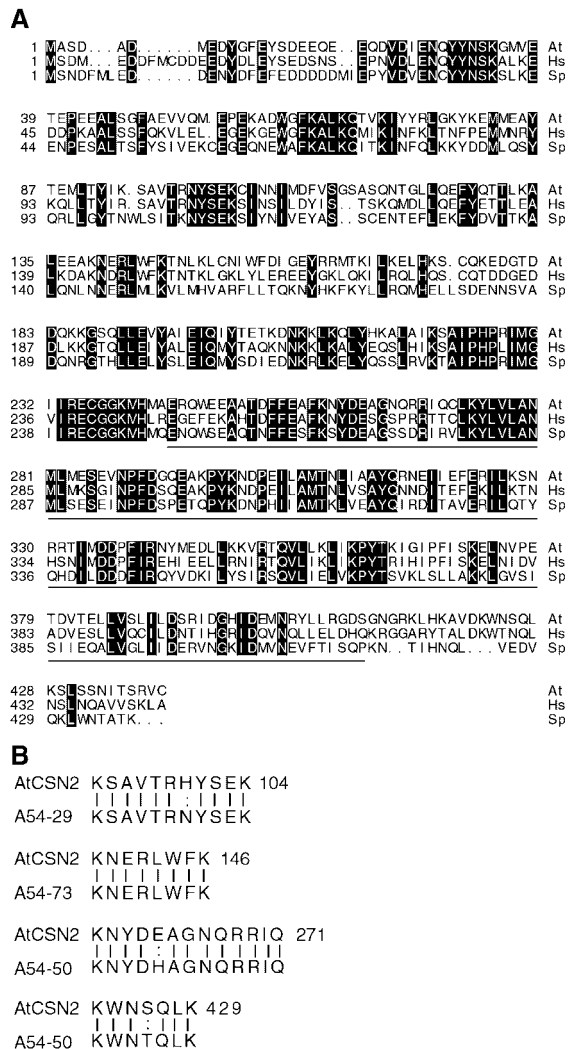 A
1 MASD...AD......MEDYGFEYSDEEQE..EQDVDIENQYYNSKGMVE At
1 MSDM...EDDFMCDDEEDYDLEYSEDSNS..EPNVDLENQYYNSKALKE Hs
1 MSNDFMLED......DENYDFEFEDDDDDMIEPYVDVENCYYNSKSLKE Sp
39 TEPEEALSGFAEVVQM.EPEKADWGFKALKQTVKIYYRLGKYKEMMEAY At
45 DDPKAALSSFQKVLEL.EGEKGEWGFKALKQMIKINFKLTNFPEMMNRY Hs
44 ENPESALTSFYSIVEKCEGEQNEWAFKALKCITKINFQLKKYDDMLQSY Sp
87 TEMLTYIK.SAVTRNYSEKCINNIMDFVSGSASQNTGLLQEFYQTTLKA At
93 KQLLTYIR.SAVTRNYSEKSINSILDYIS..TSKQMDLLQEFYETTLEA Hs
93 QRLLGYTNWLSITKNYSEKSIYNIVEYAS..SCENTEFLEKFYDVTTKA Sp
135 LEEAKNERLWFKTNLKLCNIWFDIGEYRRMTKILKELHKS.CQKEDGTD At
139 LKDAKNDRLWFKTNTKLGKLYLEREEYGKLQKILRQLHQS.CQTDDGED Hs
140 LQNLNNERLMLKVLMHVARFLLTQKNYHKFKYLLRQMHELLSDENNSVA Sp
183 DQKKGSQLLEVYAIEIQIYTETKDNKKLKQLYHKALAIKSAIPHPRIMG At
187 DLKKGTQLLEIYALEIQMYTAQKNNKKLKALYEQSLHIKSAIPHPLIMG Hs
189 DQNRGTHLLELYSLEIQMYSDIEDNKRLKELYQSSLRVKTAIPHPRIMG Sp
232 IIRECGGKMHMAERQWEEAATDFFEAFKNYDEAGNQRRIQCLKYLVLAN At
236 VIRECGGKMHLREGEFEKAHTDFFEAFKNYDESGSPRRTTCLKYLVLAN Hs
238 IIRECGGKMHMQENQWSEAQTNFFESFKSYDEAGSSDRIRVLKYLVLAN Sp
281 MLMESEVNPFDGQEAKPYKNDPEILAMTNLIAAYQRNEIIEFERILKSN At
285 MLMKSGINPFDSQEAKPYKNDPEILAMTNLVSAYQNNDITEFEKILKTN Hs
287 MLSESEINPFDSPETQPYKDNPHIIAMTKLVEAYQIRDITAVERILQTY Sp
330 RRTIMDDPFIRNYMEDLLKKVRTQVLLKLIKPYTKIGIPFISKELNVPE At
334 HSNIMDDPFIREHIEELLRNIRTQVLIKLIKPYTRIHIPFISKELNIDV Hs
336 QHDILDDDFIRQYVDKILYSIRSQVLIELVKPYTSVKLSLLAKKLGVSI Sp
379 TDVTELLVSLILDSRIDGHIDEMNRYLLRGDSGNGRKLHKAVDKWNSQL At
383 ADVESLLVQCILDNTIHGRIDQVNQLLELDHQKRGGARYTALDKWTNQL Hs
385 SIIEQALVGLIIDERVNGKIDMVNEVFTISQPKN..TIHNQL..VEDV Sp
428 KSLSSNITSRVC At
432 NSLNQAVVSKLA Hs
429 QKLWNTATK... Sp
B
AtCSN2 KSAVTRHYSEK 104
A54-29 KSAVTRNYSEK
AtCSN2 KNERLWFK 146
A54-73 KNERLWFK
AtCSN2 KNYDEAGNQRRIQ 271
A54-50 KNYDHAGNQRRIQ
AtCSN2 KWNSQLK 429
A54-50 KWNTQLK